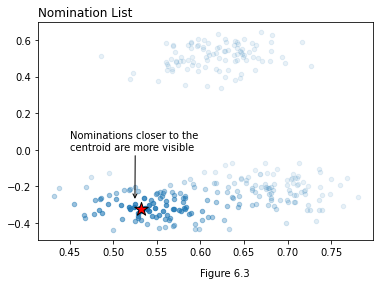 Nomination List
0.6
0.4
0.2
0.0
−0.2
−0.4
Nominations closer to the
centroid are more visible
0.45 0.50 0.55 0.60 0.65 0.70 0.75
Figure 6.3